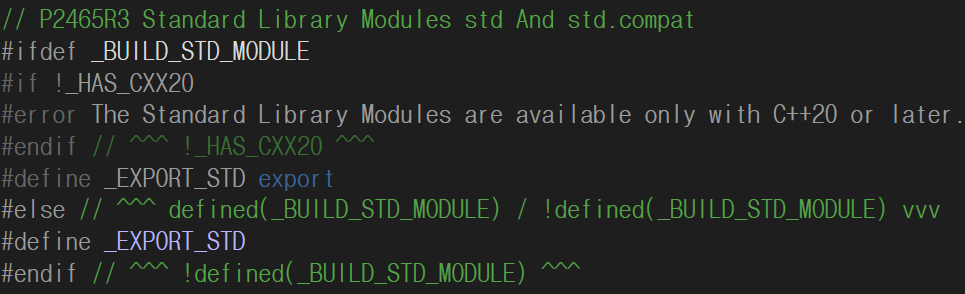 // P2465R3 Standard Library Modules std And std.compat
#ifdef _BUILD_STD_MODULE
#if !_HAS_CXX20
#error The Standard Library Modules are available only with C++20 or later.
#endif // ^^^ !_HAS_CXX20 ^^^
#define _EXPORT_STD export
#else // ^^^ defined(_BUILD_STD_MODULE) / !defined(_BUILD_STD_MODULE) vvv
#define _EXPORT_STD
#endif // ^^^ !defined(_BUILD_STD_MODULE) ^^^